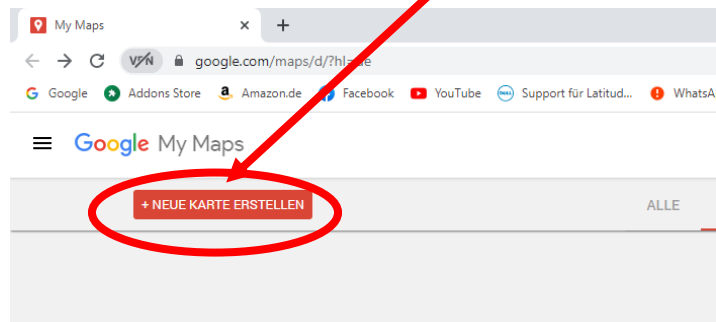 My Maps
VPN google.com/maps/d/?hl=de
Google Addons Store Amazon.de Facebook YouTube Support für Latitud... WhatsA
Google My Maps
+ NEUE KARTE ERSTELLEN ALLE